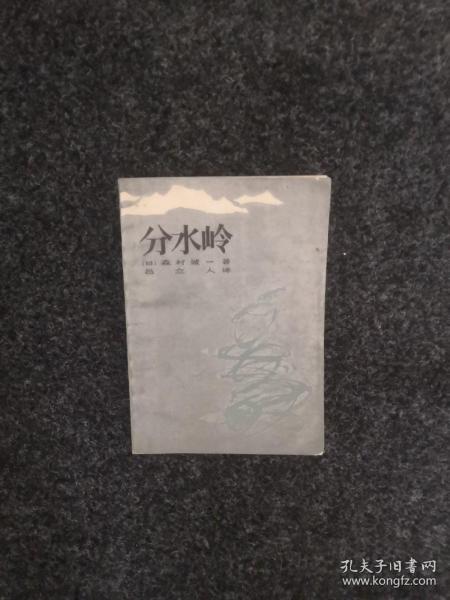 分水岭
〔日〕森村诚一 著
吕立人 译
孔夫子旧书网
www.kongfz.com